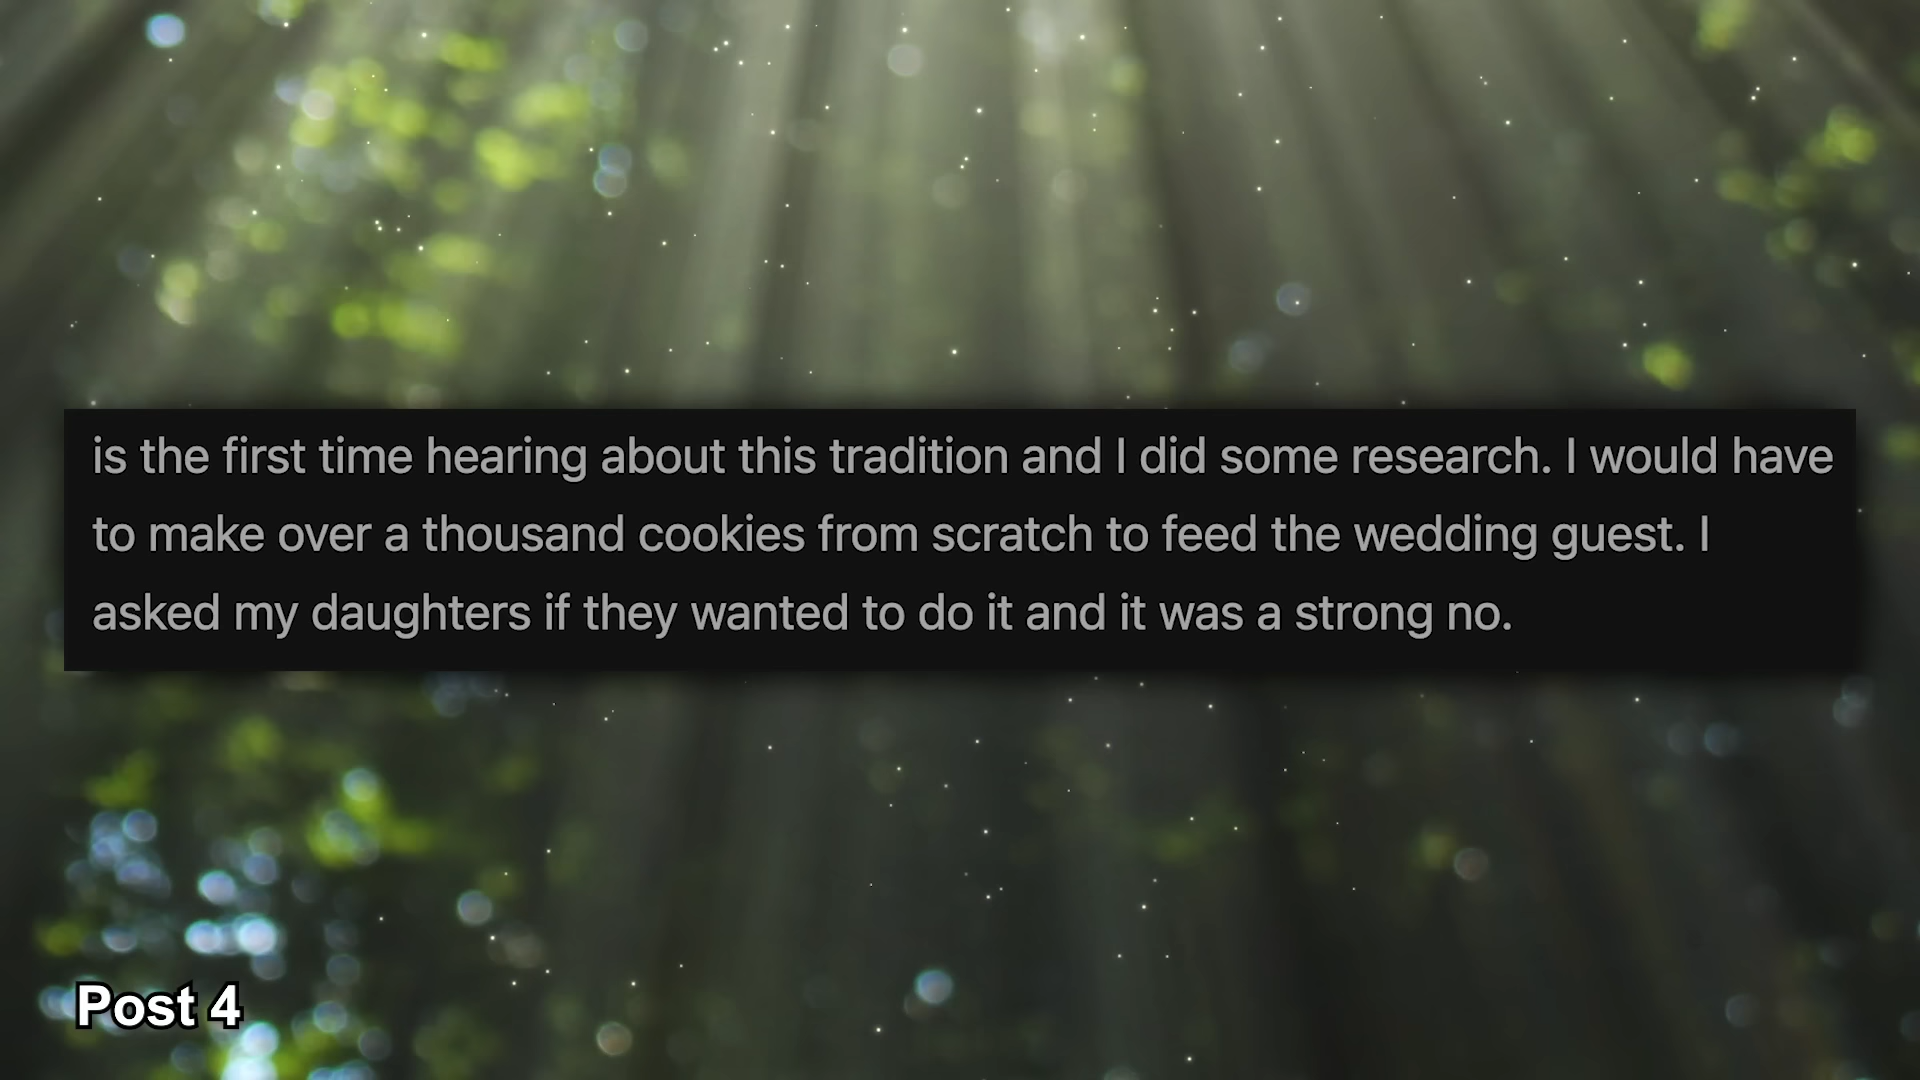 is the first time hearing about this tradition and I did some research. I would have
to make over a thousand cookies from scratch to feed the wedding guest. I
asked my daughters if they wanted to do it and it was a strong no.
Post 4